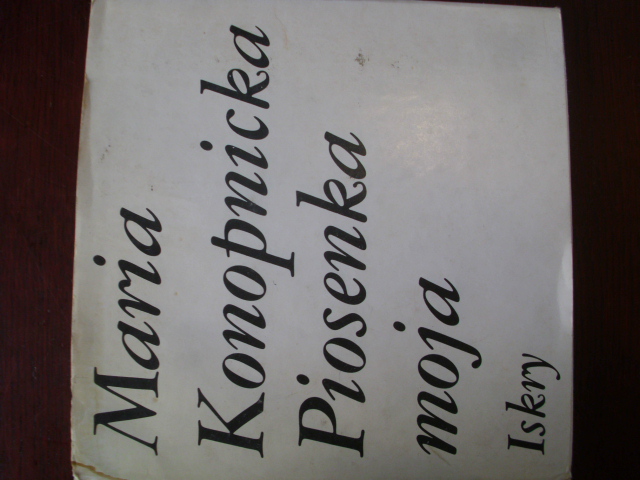 Maria
Konopnicka
Piosenka
moja
Iskry